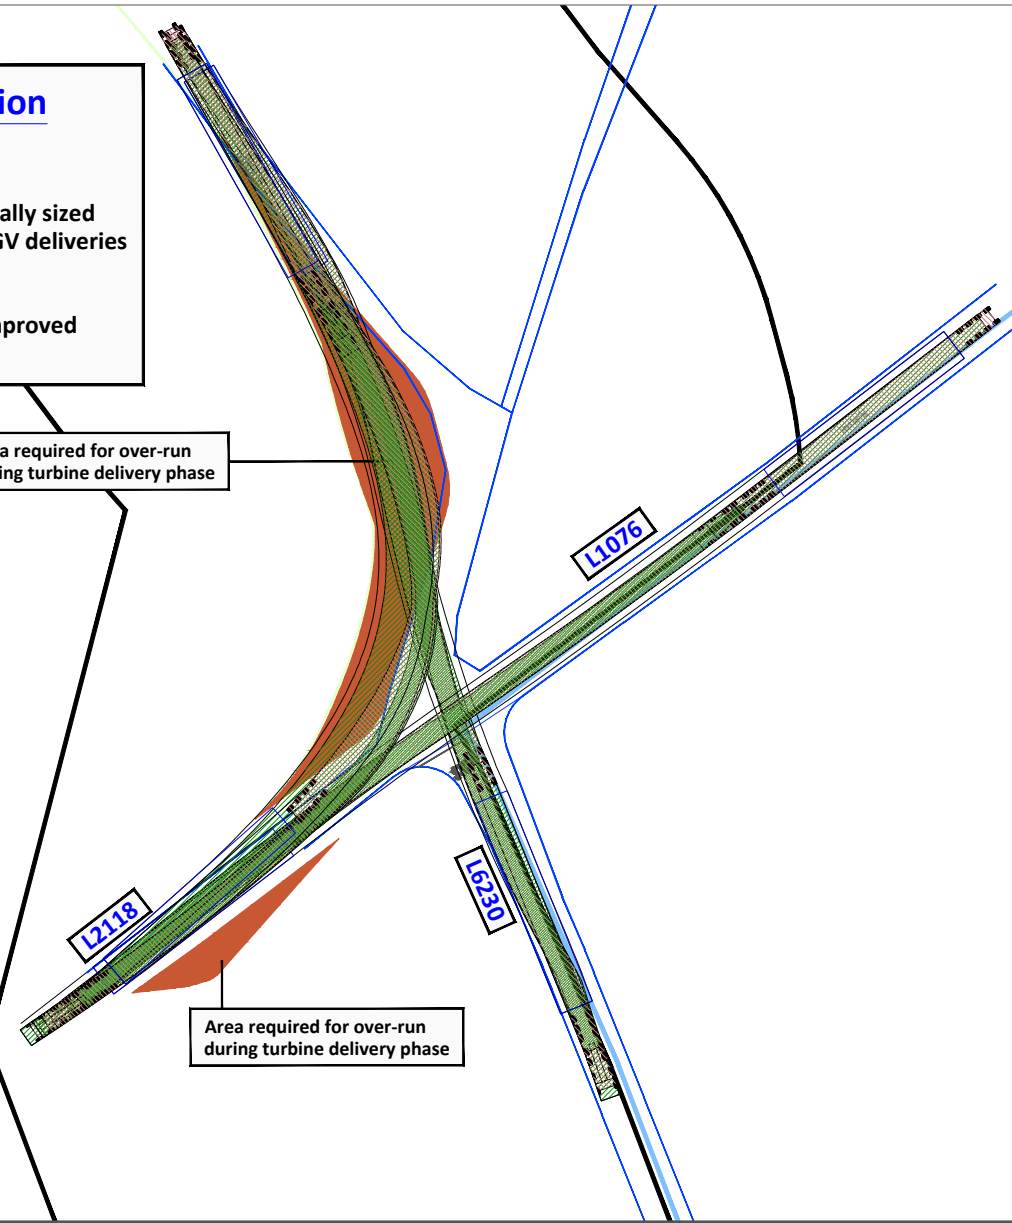 ion
ally sized
GV deliveries
mproved
a required for over-run
ing turbine delivery phase
L1076
L6230
L2118
Area required for over-run
during turbine delivery phase